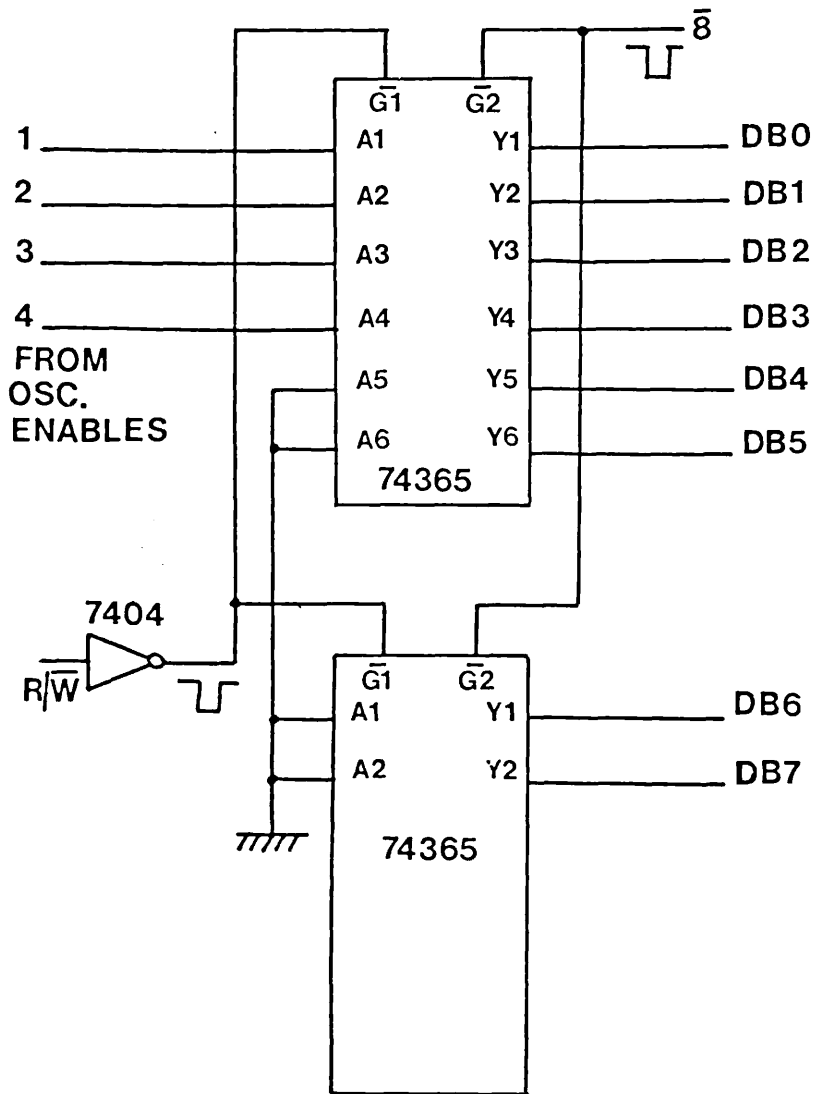 8̅
G̅1 G̅2
1 A1 Y1 DB0
2 A2 Y2 DB1
3 A3 Y3 DB2
4 A4 Y4 DB3
FROM
OSC.
ENABLES
A5 Y5 DB4
A6 Y6 DB5
74365
7404
R/W̅
G̅1 G̅2
A1 Y1 DB6
A2 Y2 DB7
74365